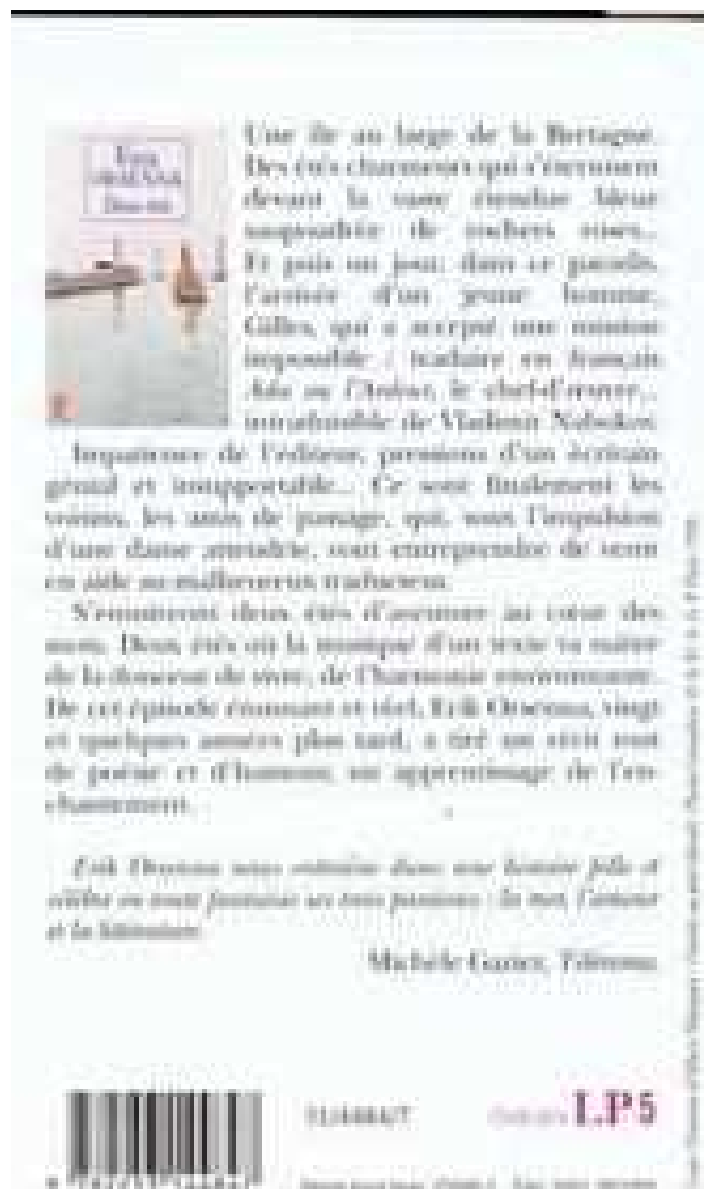 Erik
ORSENNA
Deux étés
Une île au large de la Bretagne.
Des étés charmeurs qui s'étonnent
devant la vaste étendue bleue
saupoudrée de rochers roses...
Et puis un jour, dans ce paradis,
l'arrivée d'un jeune homme,
Gilles, qui a accepté une mission
impossible : traduire en français
Ada ou l'Ardeur, le chef-d'œuvre...
intraduisible de Vladimir Nabokov.
Impatience de l'éditeur, pressions d'un écrivain
génial et insupportable... Ce sont finalement les
voisins, les amis de passage, qui, sous l'impulsion
d'une dame attendrie, vont entreprendre de venir
en aide au malheureux traducteur.
S'ensuivront deux étés d'aventure au cœur des
mots. Deux étés où la musique d'un texte va naître
de la douceur de vivre, de l'harmonie environnante.
De cet épisode étonnant et réel, Erik Orsenna, vingt
et quelques années plus tard, a tiré un récit tout
de poésie et d'humour, un apprentissage de l'en-
chantement.
Erik Orsenna nous entraîne dans une histoire folle et
célèbre en toute fantaisie ses trois passions : la mer, l'amour
et la littérature.
Michèle Gazier, Télérama.
LP5